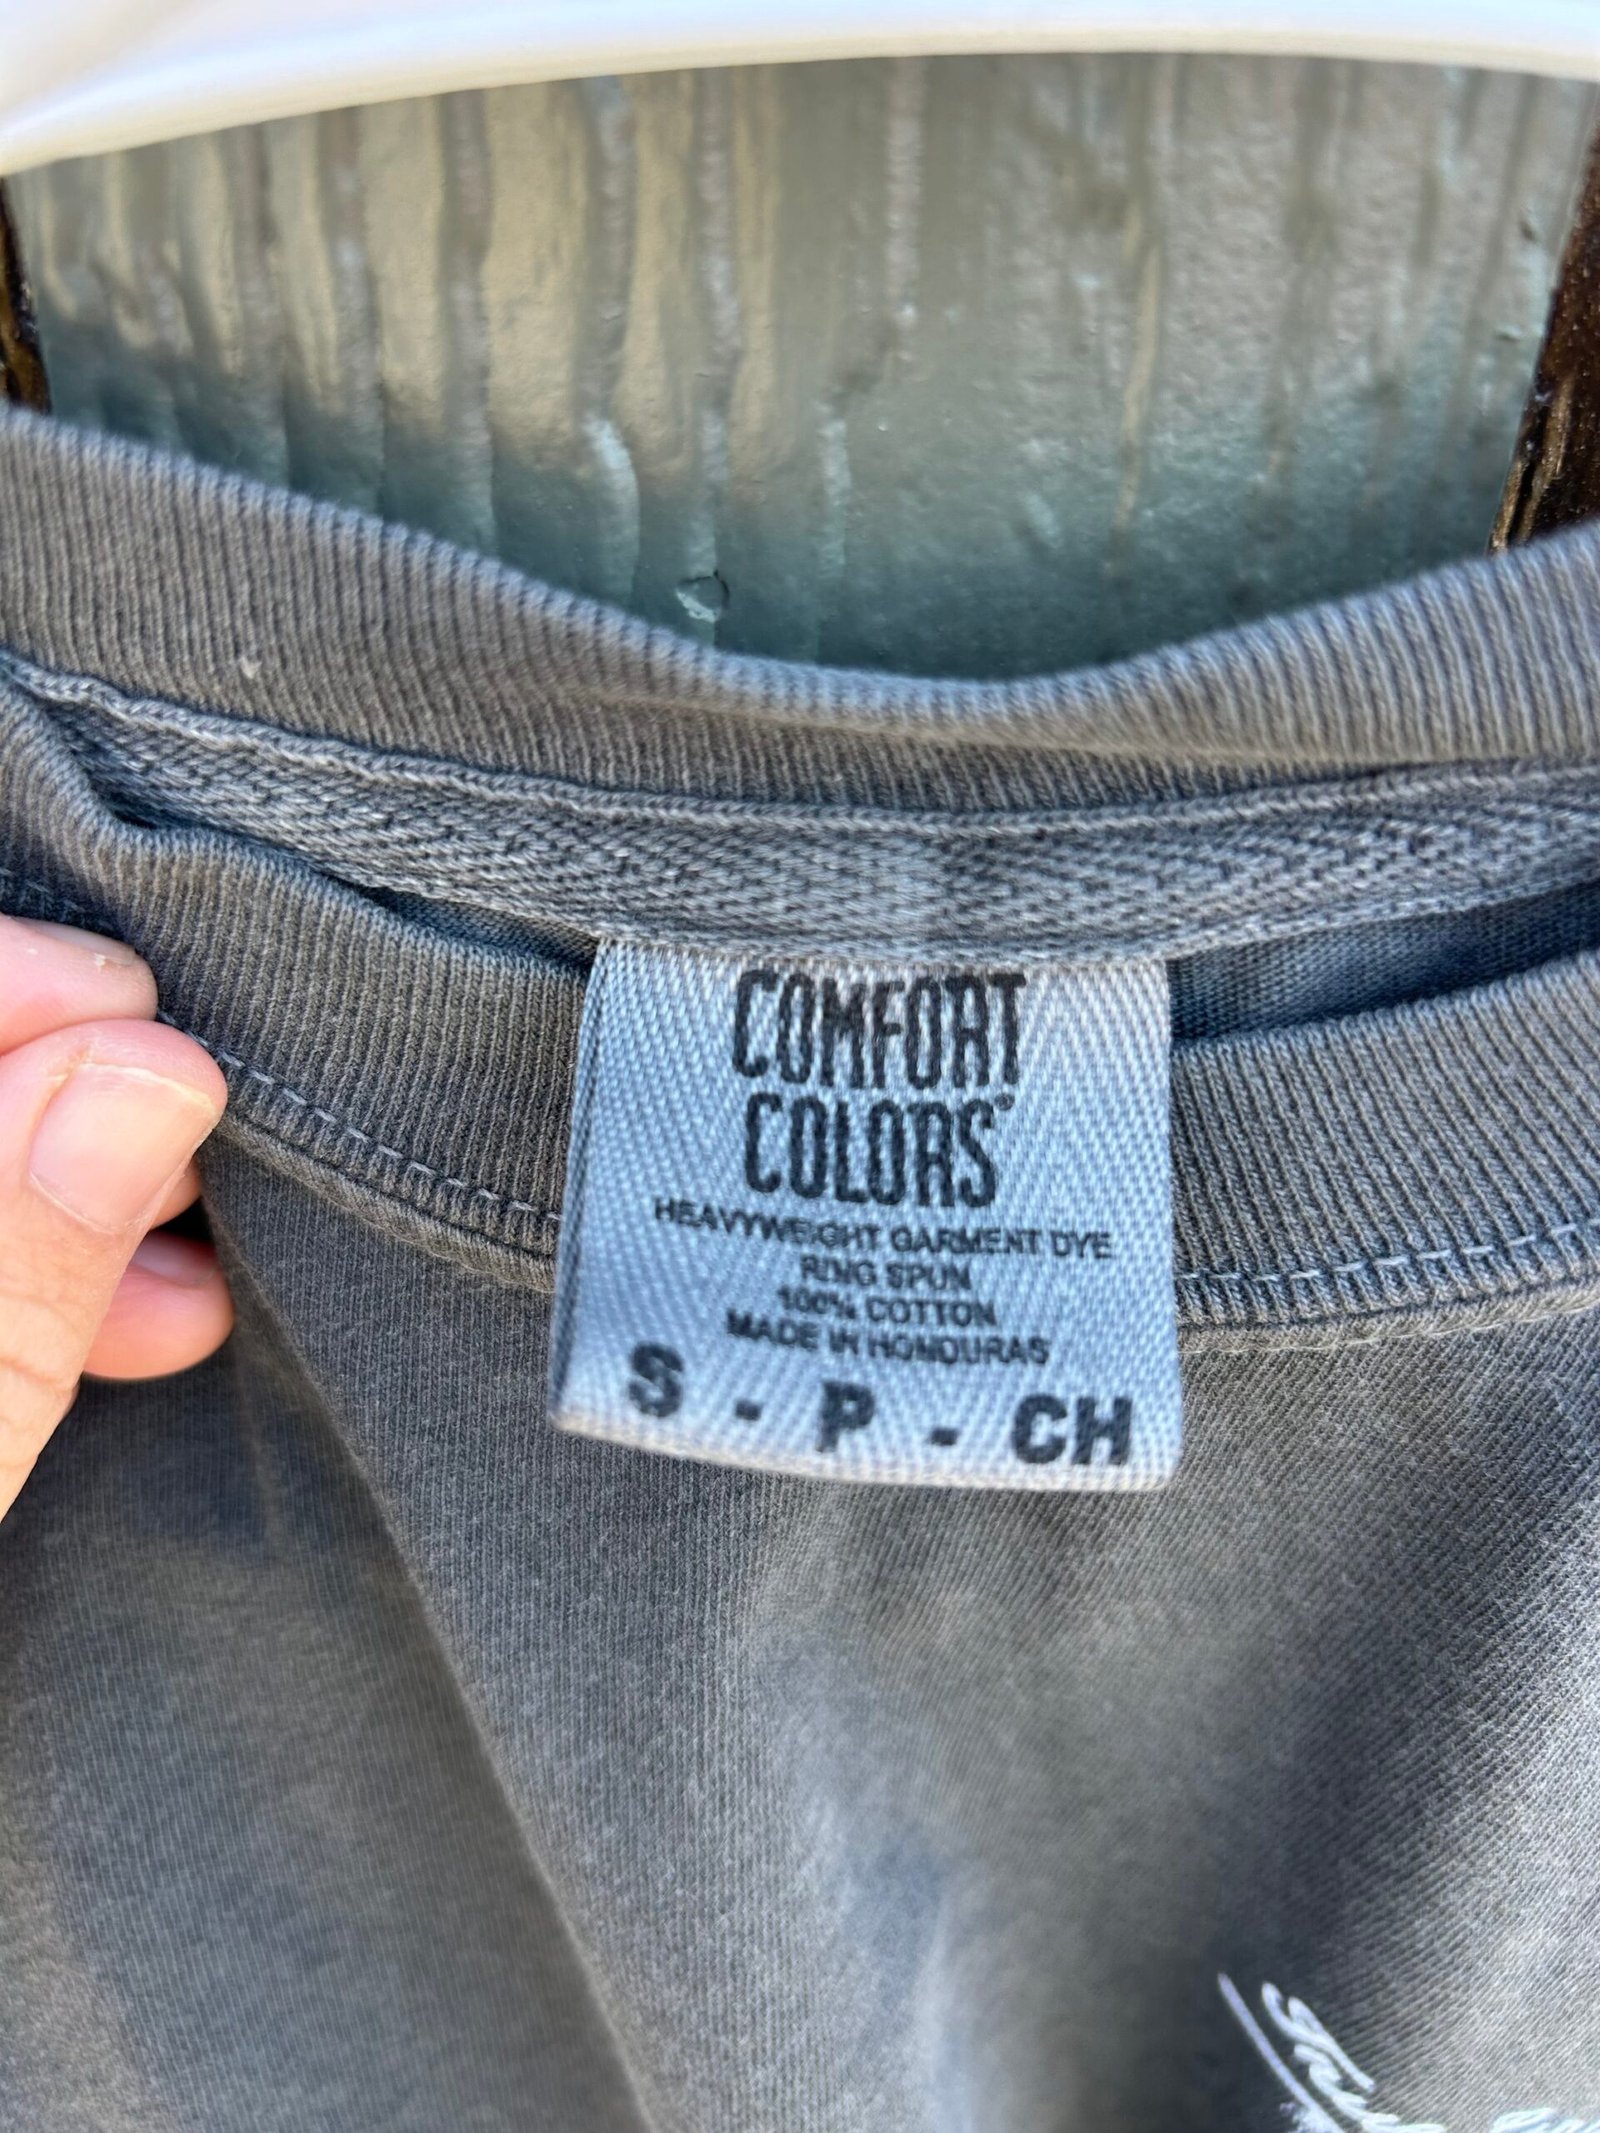 COMFORT
COLORS®
HEAVYWEIGHT GARMENT DYE
RING SPUN
100% COTTON
MADE IN HONDURAS
S - P - CH